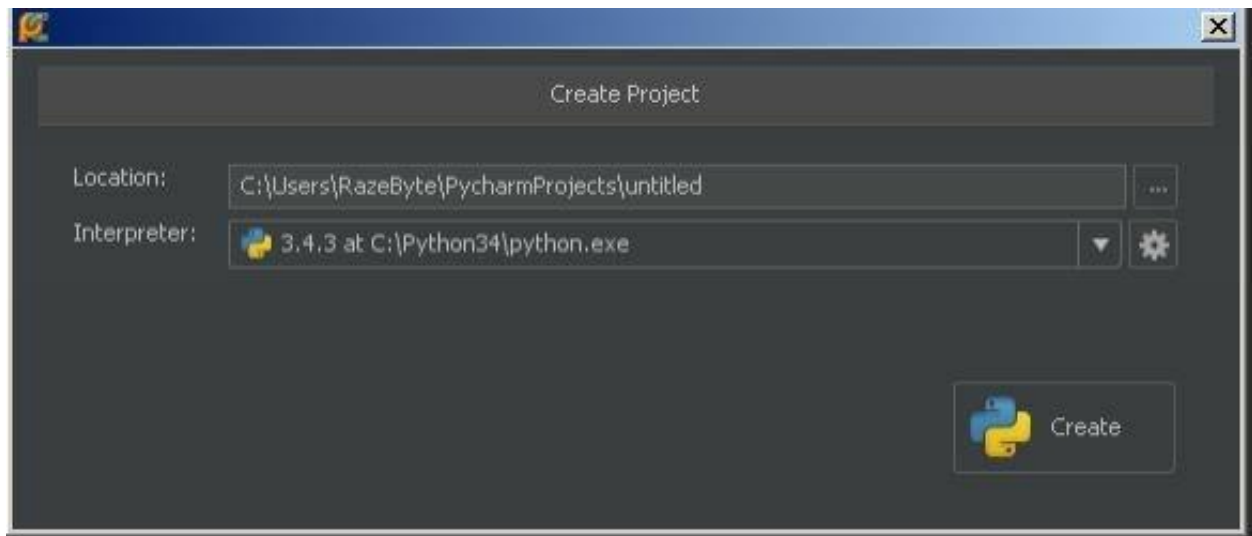 Create Project
Location:
C:\Users\RazeByte\PycharmProjects\untitled
...
Interpreter:
3.4.3 at C:\Python34\python.exe
Create